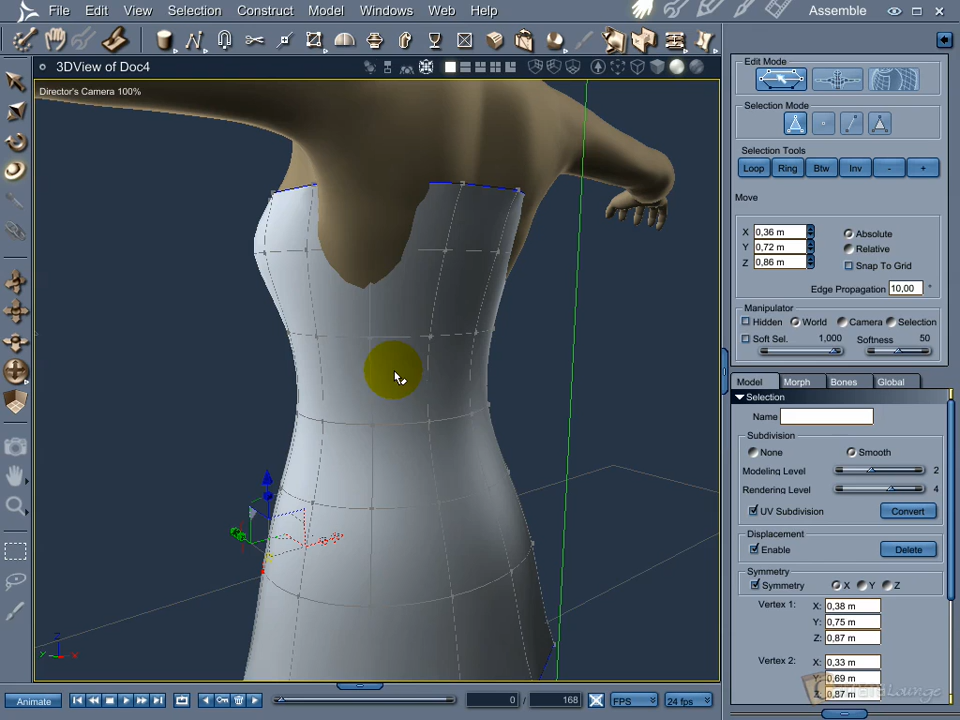 File Edit View Selection Construct Model Windows Web Help
Assemble
3DView of Doc4
Director's Camera 100%
Edit Mode
Selection Mode
Selection Tools
Loop Ring Btw Inv - +
Move
X 0,36 m
Absolute
Y 0,72 m
Relative
Z 0,86 m
Snap To Grid
Edge Propagation 10,00 °
Manipulator
Hidden World Camera Selection
Soft Sel. 1,000 Softness 50
Model Morph Bones Global
Selection
Name
Subdivision
None Smooth
Modeling Level 2
Rendering Level 4
UV Subdivision Convert
Displacement
Enable Delete
Symmetry
Symmetry X Y Z
Vertex 1: X: 0,38 m
Y: 0,75 m
Z: 0,87 m
Vertex 2: X: 0,33 m
Y: 0,69 m
Z: 0,87 m
Z
Y X
Animate 0 / 168 FPS 24 fps